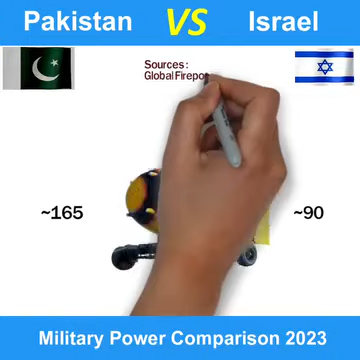 Pakistan VS Israel
Sources:
~165
~90
Military Power Comparison 2023